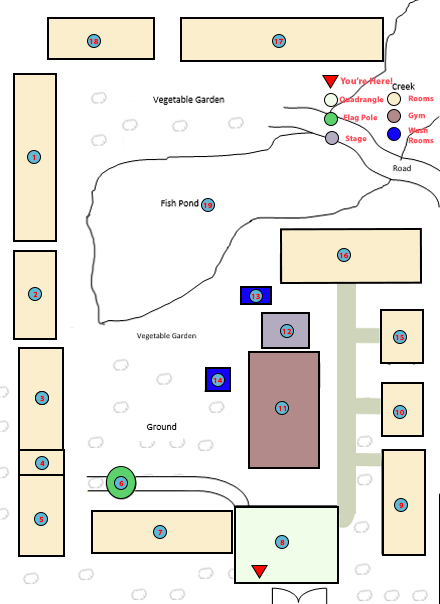 18
17
You're Here!
Creek
Vegetable Garden
Quadrangle
Rooms
Flag Pole
Gym
Stage
Wash
Rooms
1
Road
Fish Pond 19
16
2
13
12
Vegetable Garden
15
14
3
11
10
Ground
4
6
9
5
7
8